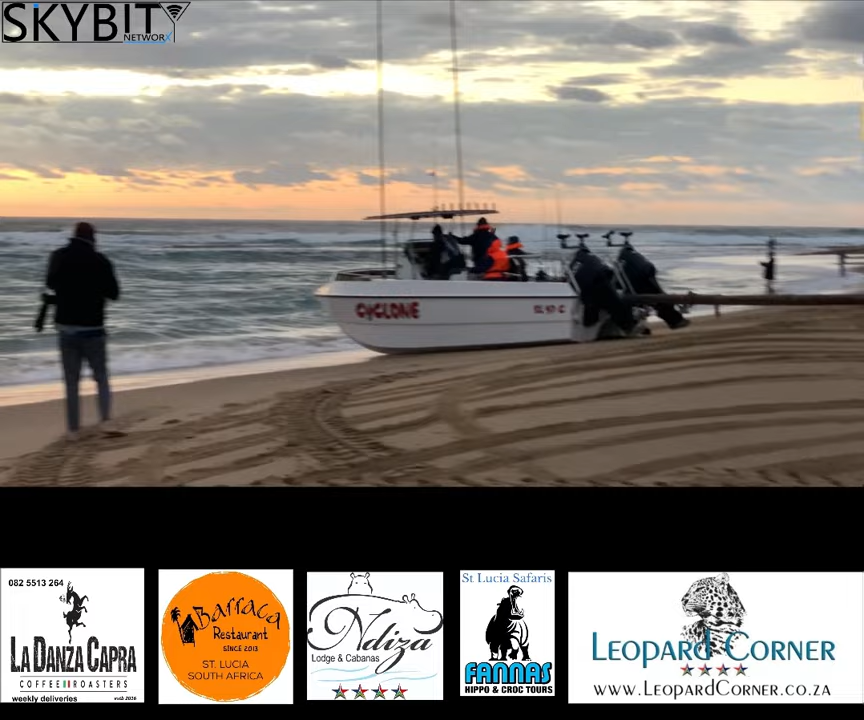 SKYBIT
NETWORX
CYCLONE
082 5513 264
LA DANZA CAPRA
COFFEE ROASTERS
weekly deliveries
Barraca
Restaurant
SINCE 2013
ST. LUCIA
SOUTH AFRICA
Ndiza
Lodge & Cabanas
St Lucia Safaris
FANNAS
HIPPO & CROC TOURS
LEOPARD CORNER
WWW.LEOPARDCORNER.CO.ZA